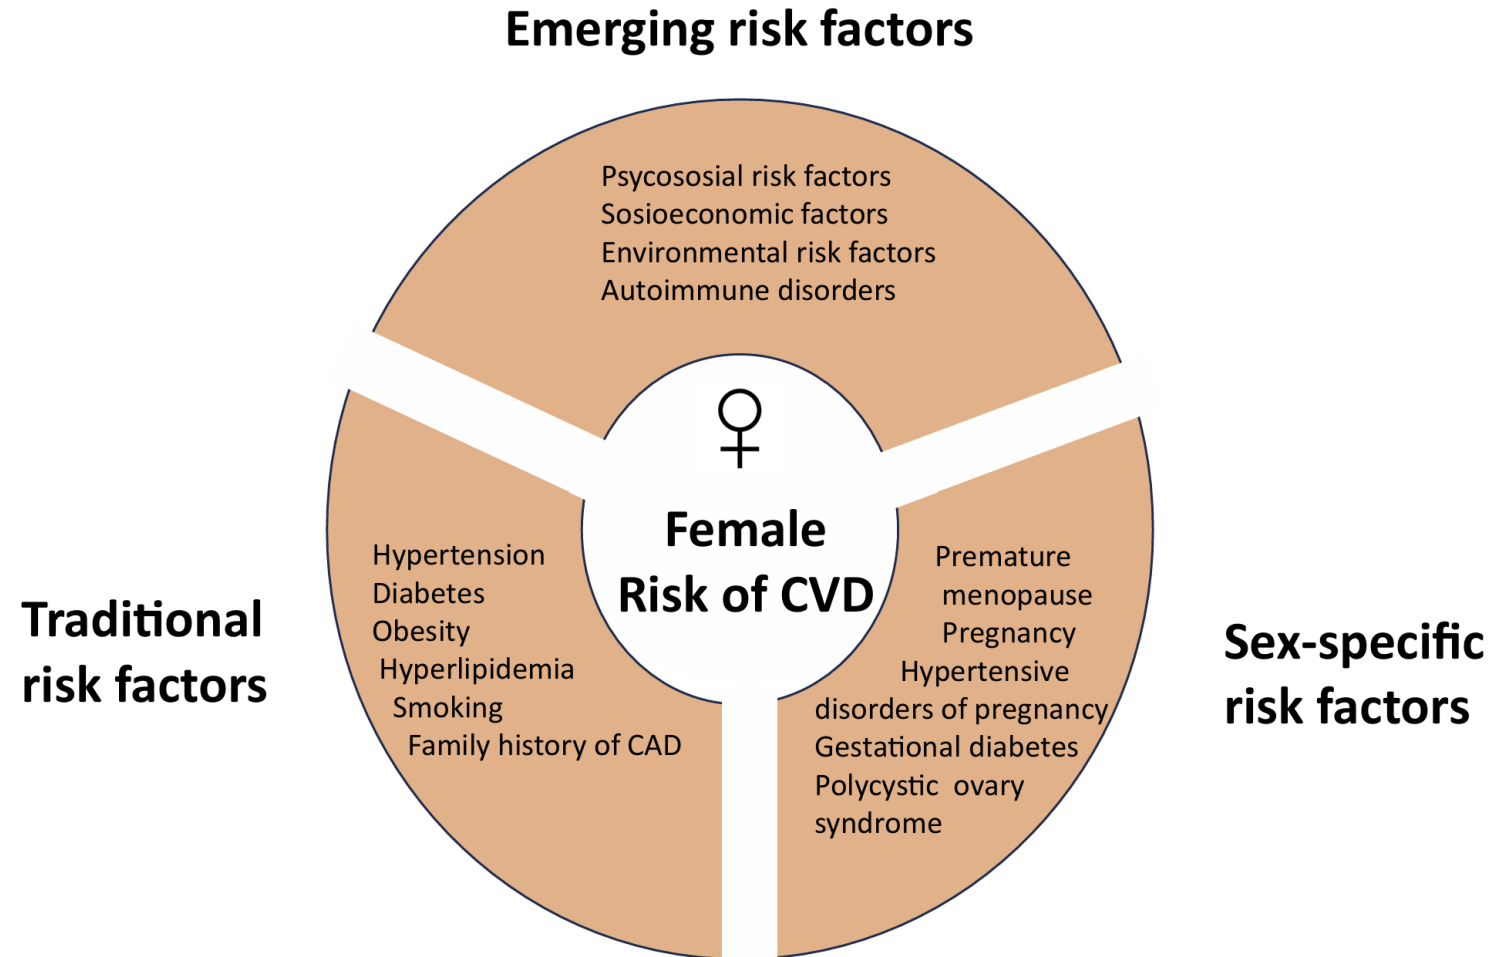 Emerging risk factors
Psycososial risk factors
Sosioeconomic factors
Environmental risk factors
Autoimmune disorders
Female
Risk of CVD
Traditional
risk factors
Hypertension
Diabetes
Obesity
Hyperlipidemia
Smoking
Family history of CAD
Premature
menopause
Pregnancy
Hypertensive
disorders of pregnancy
Gestational diabetes
Polycystic ovary
syndrome
Sex-specific
risk factors